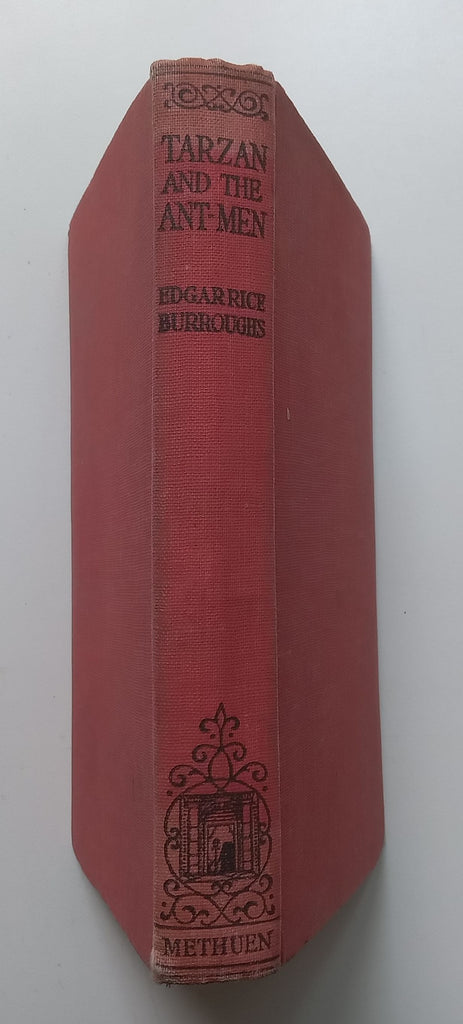 TARZAN
AND THE
ANT-MEN
EDGAR RICE
BURROUGHS
METHUEN